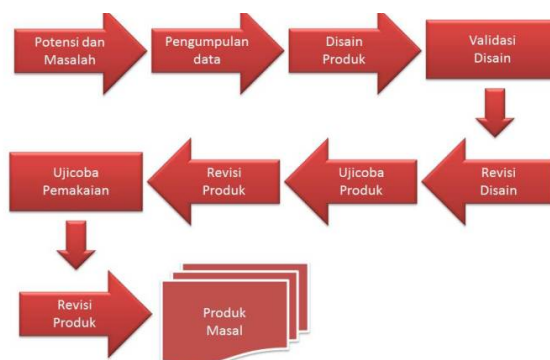 Potensi dan
Masalah
Pengumpulan
data
Disain
Produk
Validasi
Disain
Revisi
Disain
Ujicoba
Produk
Revisi
Produk
Ujicoba
Pemakaian
Revisi
Produk
Produk
Masal